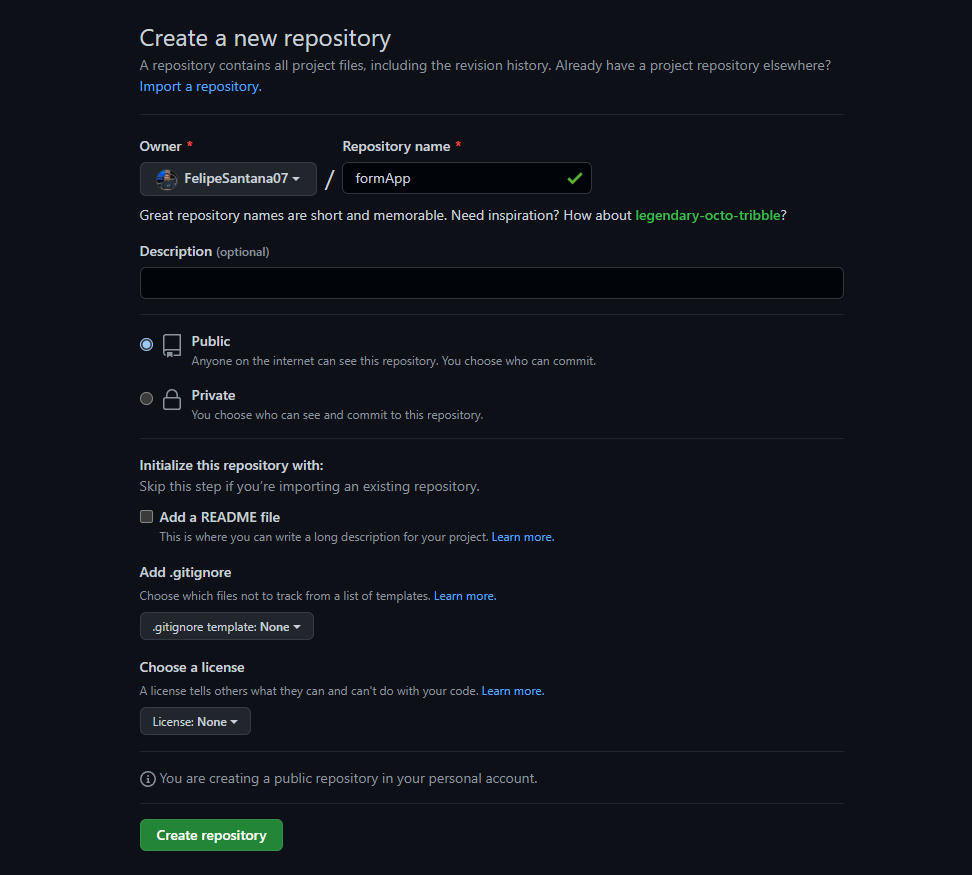 Create a new repository
A repository contains all project files, including the revision history. Already have a project repository elsewhere?
Import a repository.
Owner * Repository name *
FelipeSantana07 / formApp
Great repository names are short and memorable. Need inspiration? How about legendary-octo-tribble?
Description (optional)
Public
Anyone on the internet can see this repository. You choose who can commit.
Private
You choose who can see and commit to this repository.
Initialize this repository with:
Skip this step if you’re importing an existing repository.
Add a README file
This is where you can write a long description for your project. Learn more.
Add .gitignore
Choose which files not to track from a list of templates. Learn more.
.gitignore template: None
Choose a license
A license tells others what they can and can't do with your code. Learn more.
License: None
You are creating a public repository in your personal account.
Create repository